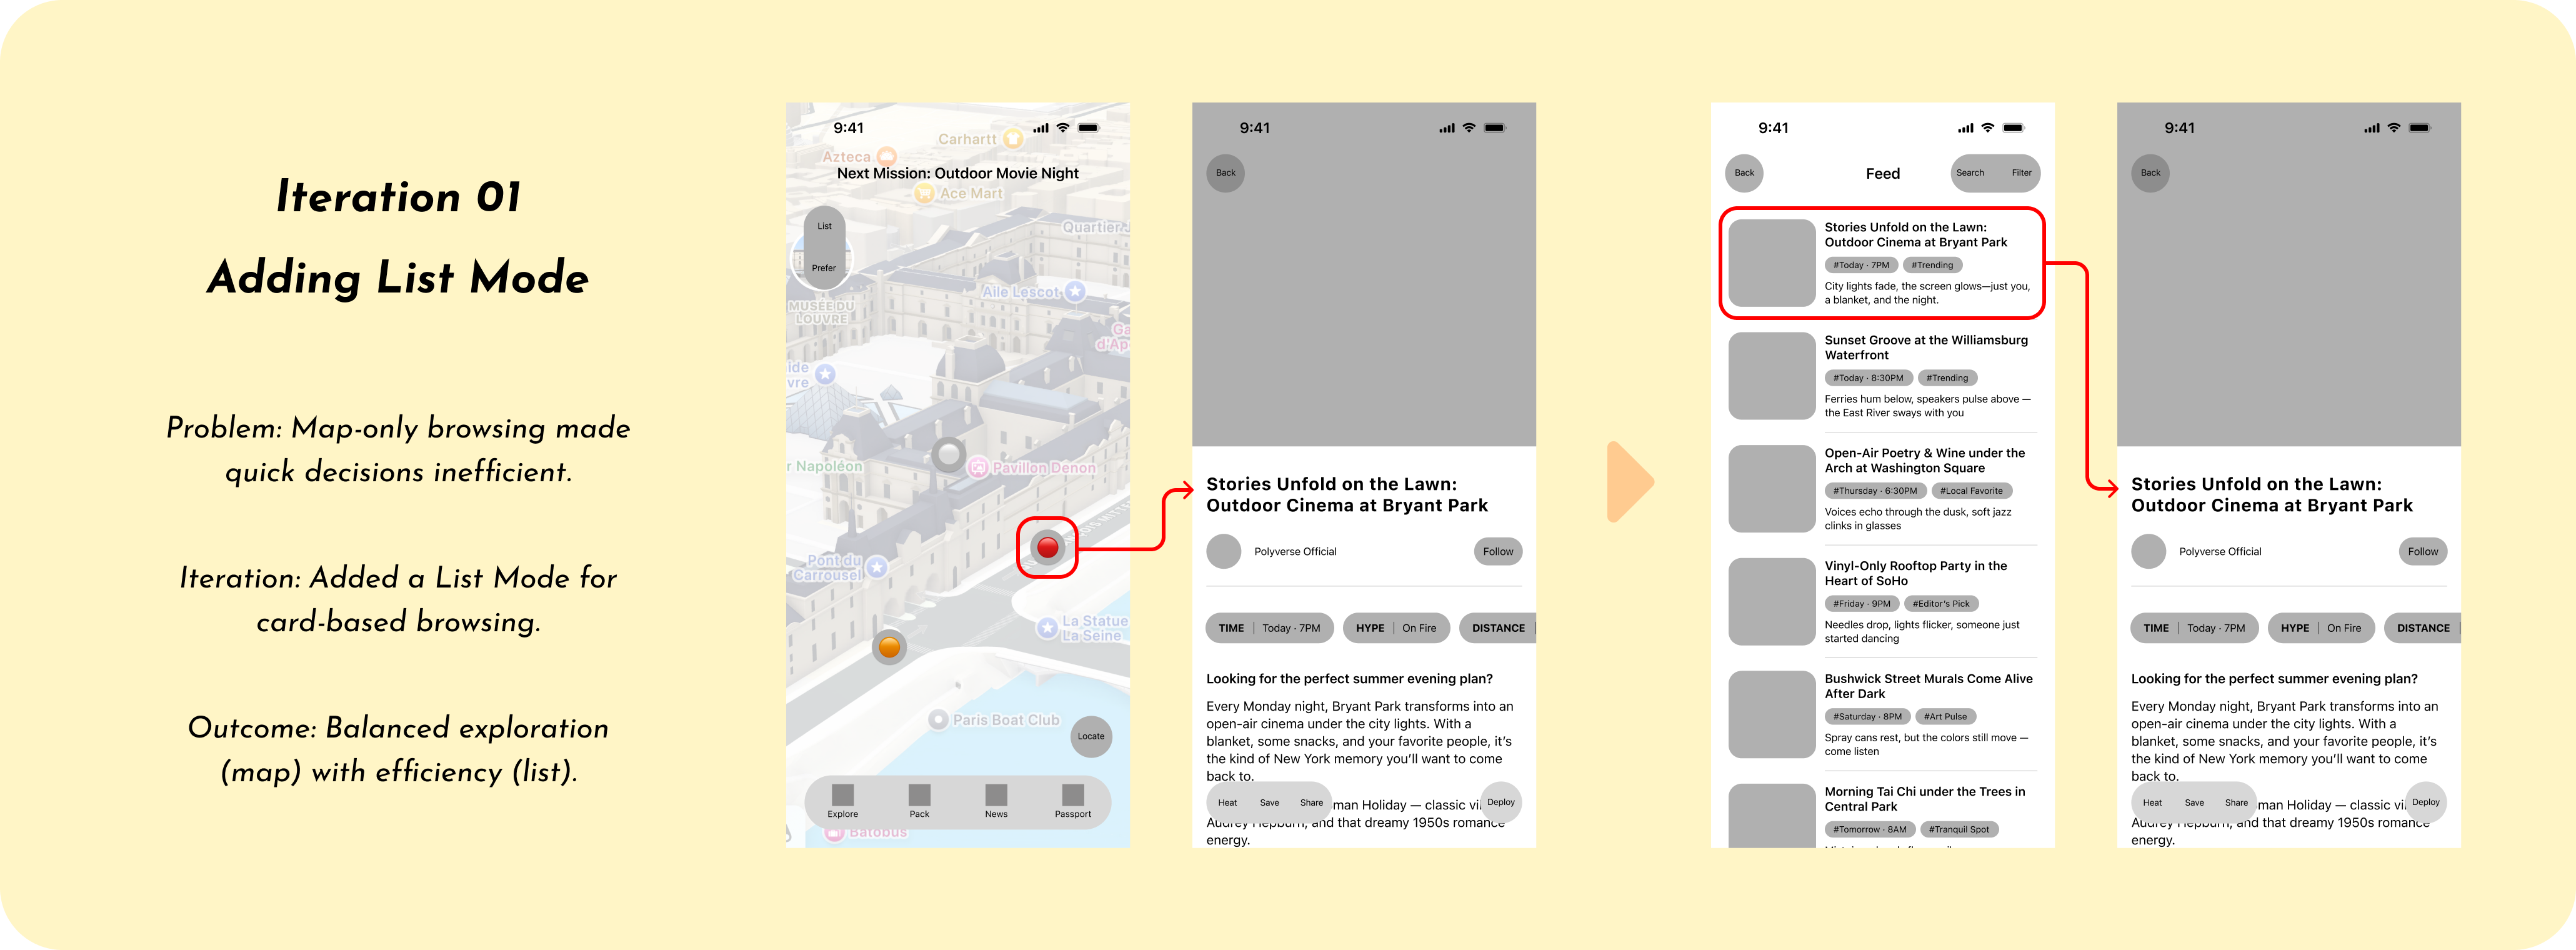 Iteration 01
Adding List Mode
Problem: Map-only browsing made
quick decisions inefficient.
Iteration: Added a List Mode for
card-based browsing.
Outcome: Balanced exploration
(map) with efficiency (list).
9:41
Carhartt
Azteca
Next Mission: Outdoor Movie Night
Ace Mart
List
Quartier J
Prefer
Aile Lescot
MUSÉE DU
LOUVRE
Ga
d'Ap
ide
vre
r Napoléon
Pavillon Denon
Pont du
Carrousel
La Statue
La Seine
Paris Boat Club
Locate
Explore
Pack
News
Passport
Batobus
9:41
Back
Stories Unfold on the Lawn:
Outdoor Cinema at Bryant Park
Polyverse Official
Follow
TIME | Today · 7PM
HYPE | On Fire
DISTANCE |
Looking for the perfect summer evening plan?
Every Monday night, Bryant Park transforms into an
open-air cinema under the city lights. With a
blanket, some snacks, and your favorite people, it's
the kind of New York memory you'll want to come
back to.
Heat
Save
Share
man Holiday — classic vi
Deploy
Audrey Hepburn, and that dreamy 1950s romance
energy.
9:41
Back
Feed
Search
Filter
Stories Unfold on the Lawn:
Outdoor Cinema at Bryant Park
#Today · 7PM
#Trending
City lights fade, the screen glows—just you,
a blanket, and the night.
Sunset Groove at the Williamsburg
Waterfront
#Today · 8:30PM
#Trending
Ferries hum below, speakers pulse above —
the East River sways with you
Open-Air Poetry & Wine under the
Arch at Washington Square
#Thursday · 6:30PM
#Local Favorite
Voices echo through the dusk, soft jazz
clinks in glasses
Vinyl-Only Rooftop Party in the
Heart of SoHo
#Friday · 9PM
#Editor's Pick
Needles drop, lights flicker, someone just
started dancing
Bushwick Street Murals Come Alive
After Dark
#Saturday · 8PM
#Art Pulse
Spray cans rest, but the colors still move —
come listen
Morning Tai Chi under the Trees in
Central Park
#Tomorrow · 8AM
#Tranquil Spot
9:41
Back
Stories Unfold on the Lawn:
Outdoor Cinema at Bryant Park
Polyverse Official
Follow
TIME | Today · 7PM
HYPE | On Fire
DISTANCE |
Looking for the perfect summer evening plan?
Every Monday night, Bryant Park transforms into an
open-air cinema under the city lights. With a
blanket, some snacks, and your favorite people, it's
the kind of New York memory you'll want to come
back to.
Heat
Save
Share
man Holiday — classic vi
Deploy
Audrey Hepburn, and that dreamy 1950s romance
energy.